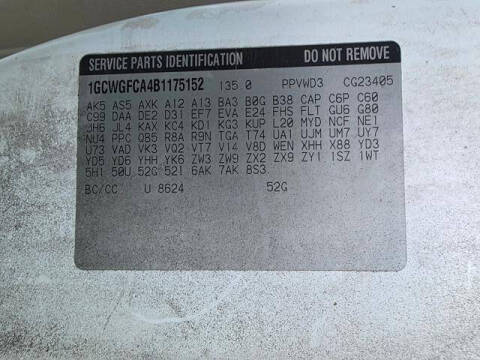 SERVICE PARTS IDENTIFICATION DO NOT REMOVE
1GCWGFCA4B1175152 135.0 PPVWD3 CG23405
AK5 AS5 AXK A12 A13 BA3 B0G B38 CAP C6P C60
C99 DAA DE2 D31 EF7 EVA E24 FHS FLT GU6 G80
JH6 JL4 KAX KC4 KD1 KG3 KUP L20 MYD NCF NE1
NU4 PPC Q85 R8A R9N TGA T74 UA1 UJM UM7 UY7
U73 VAD VK3 VQ2 VT7 V14 V8D WEN XHH X88 YD3
YD5 YD6 YHH YK6 ZW3 ZW9 ZX2 ZX9 ZY1 1SZ 1WT
5H1 50U 52G 52I 6AK 7AK 8S3
BC/CC U 8624 52G